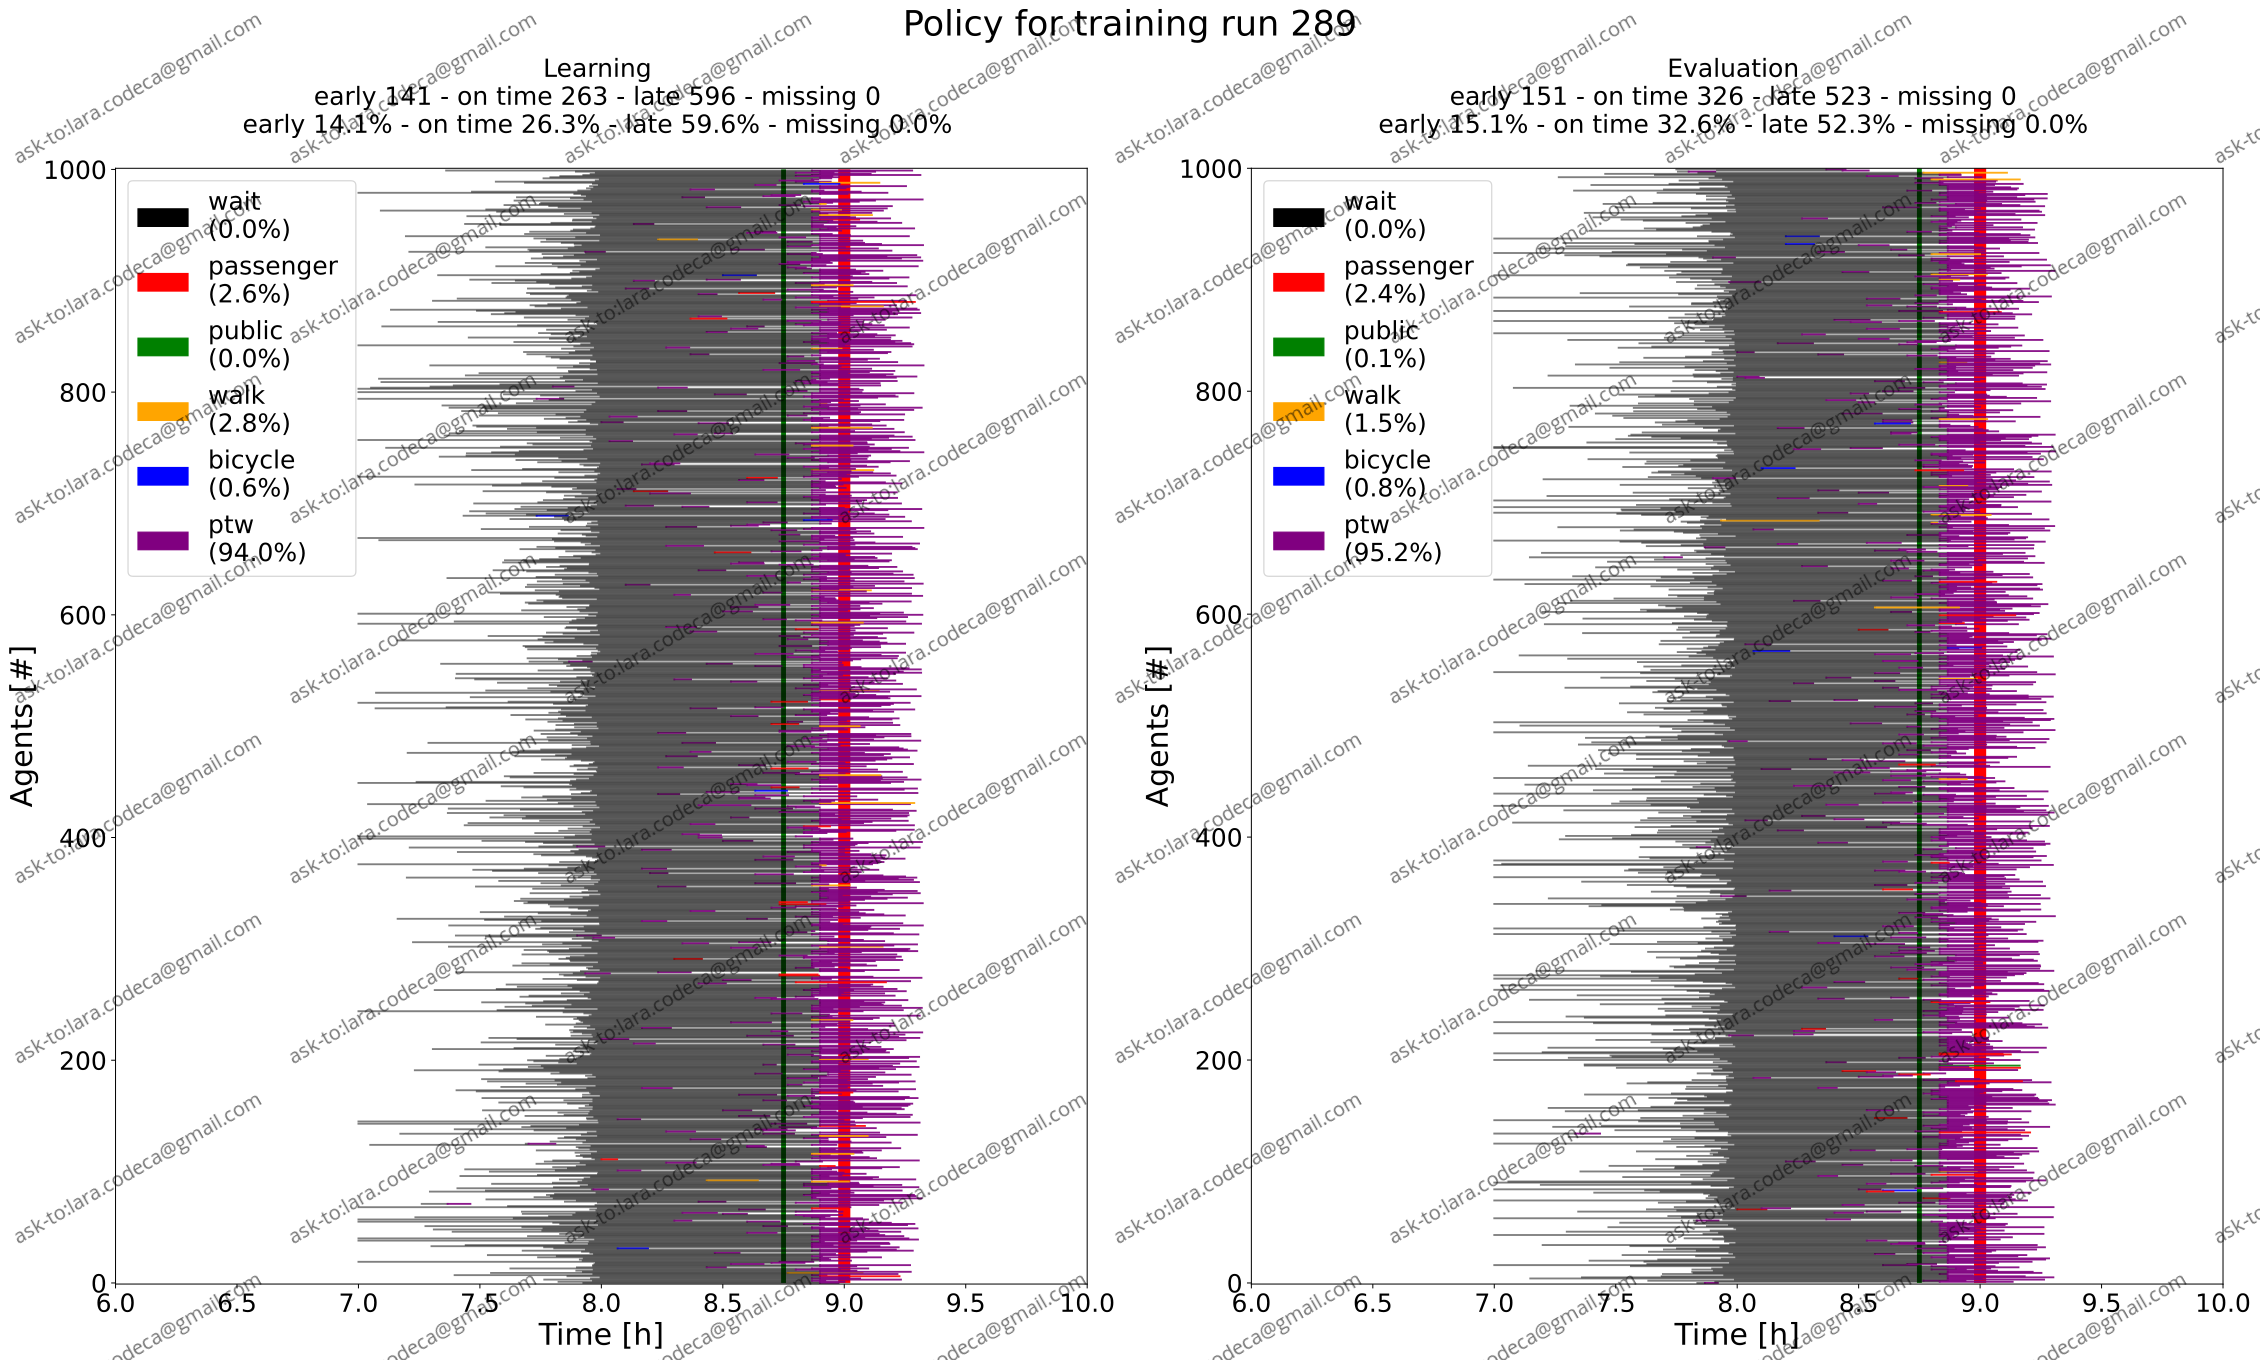 Policy for training run 289
Learning
early 141 - on time 263 - late 596 - missing 0
early 14.1% - on time 26.3% - late 59.6% - missing 0.0%
Evaluation
early 151 - on time 326 - late 523 - missing 0
early 15.1% - on time 32.6% - late 52.3% - missing 0.0%
ask-to:lara.codeca@gmail.com
Agents [#]
1000
800
600
400
200
0
wait
(0.0%)
passenger
(2.6%)
public
(0.0%)
walk
(2.8%)
bicycle
(0.6%)
ptw
(94.0%)
6.0 6.5 7.0 7.5 8.0 8.5 9.0 9.5 10.0
Time [h]
Agents [#]
1000
800
600
400
200
0
wait
(0.0%)
passenger
(2.4%)
public
(0.1%)
walk
(1.5%)
bicycle
(0.8%)
ptw
(95.2%)
6.0 6.5 7.0 7.5 8.0 8.5 9.0 9.5 10.0
Time [h]